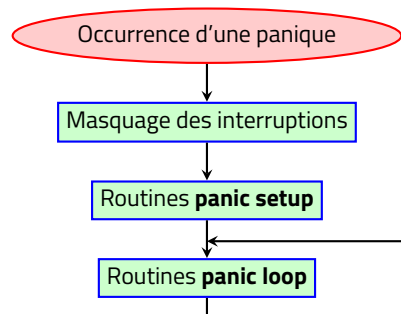 Occurrence d’une panique
Masquage des interruptions
Routines panic setup
Routines panic loop